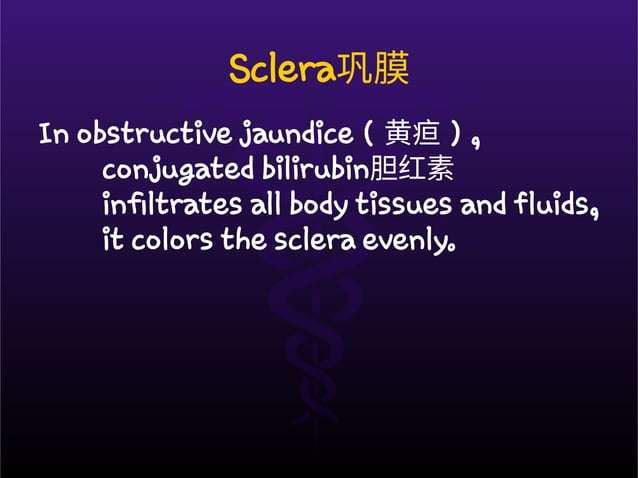 Sclera巩膜
In obstructive jaundice（黄疸）,
conjugated bilirubin胆红素
infiltrates all body tissues and fluids,
it colors the sclera evenly。